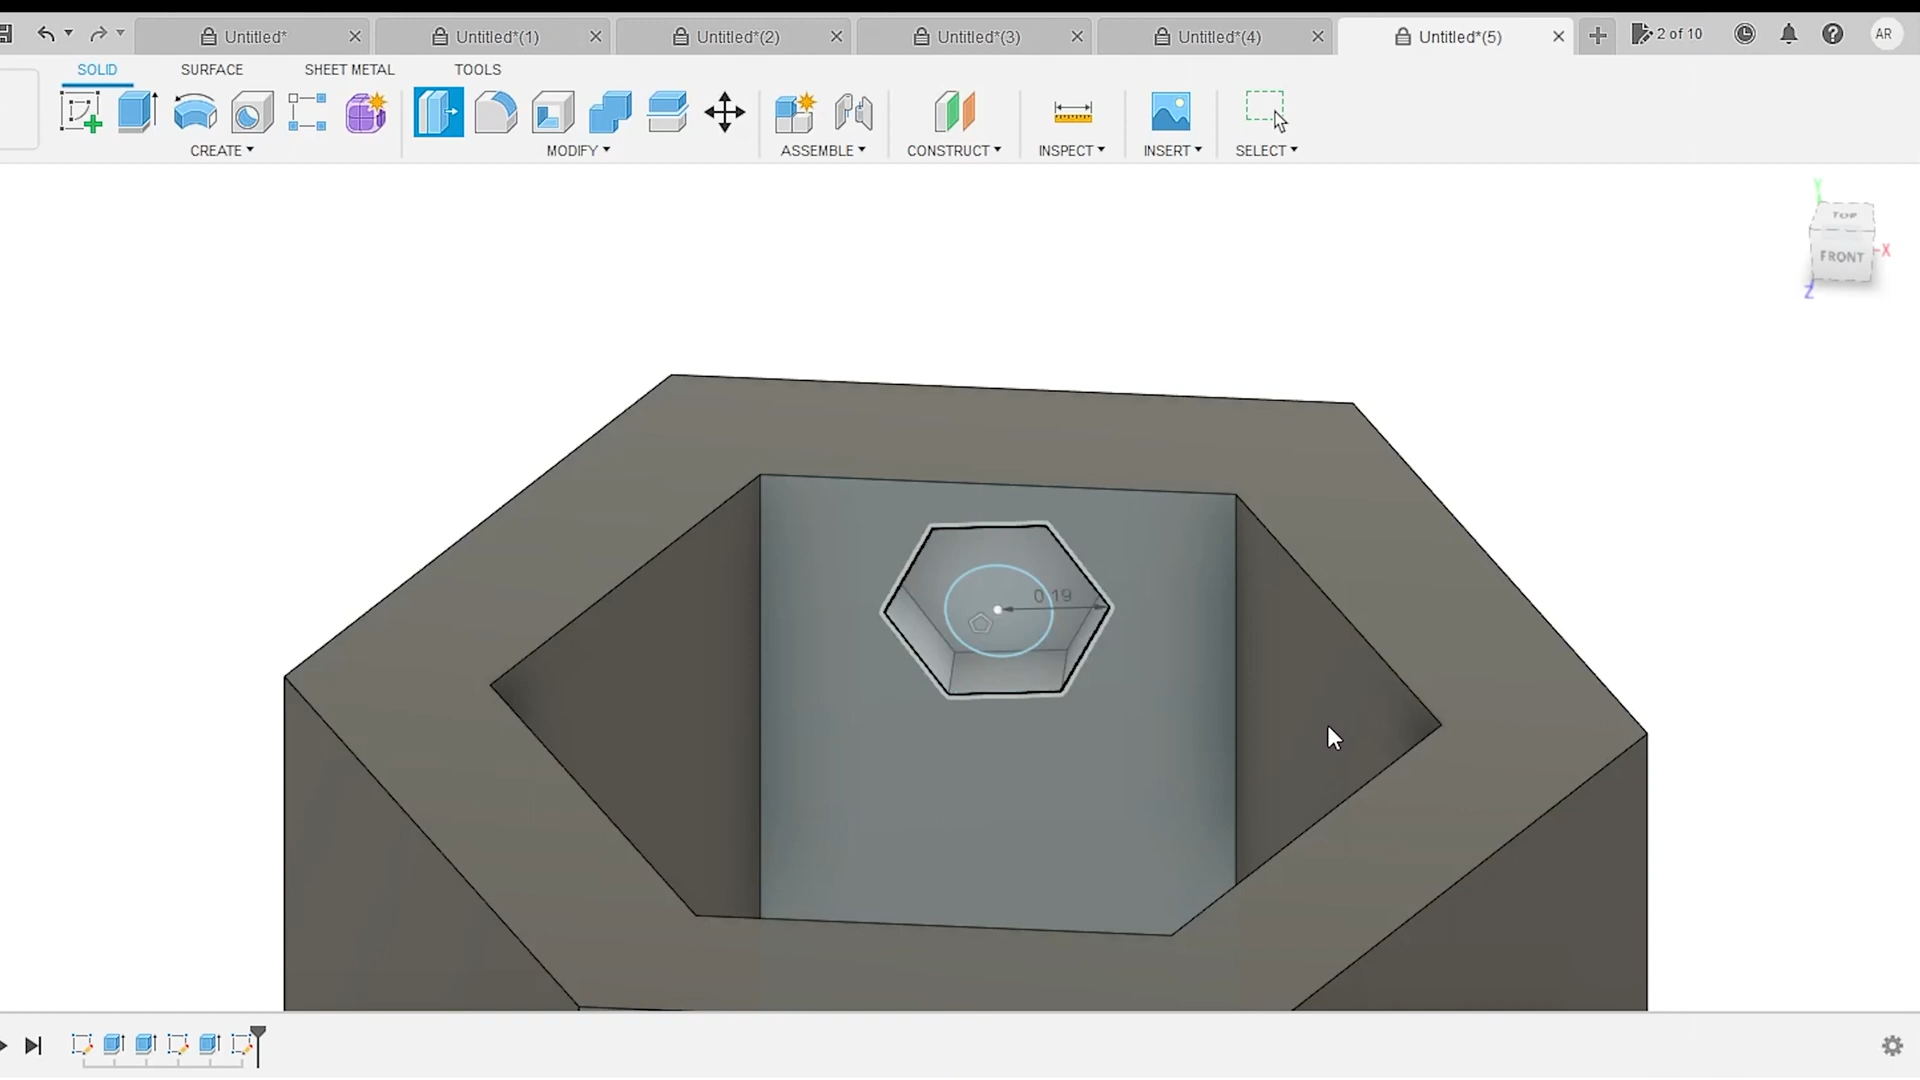 Untitled* Untitled*(1) Untitled*(2) Untitled*(3) Untitled*(4) Untitled*(5) 2 of 10 AR
SOLID SURFACE SHEET METAL TOOLS
CREATE MODIFY ASSEMBLE CONSTRUCT INSPECT INSERT SELECT
Y
TOP
FRONT X
Z
0.19